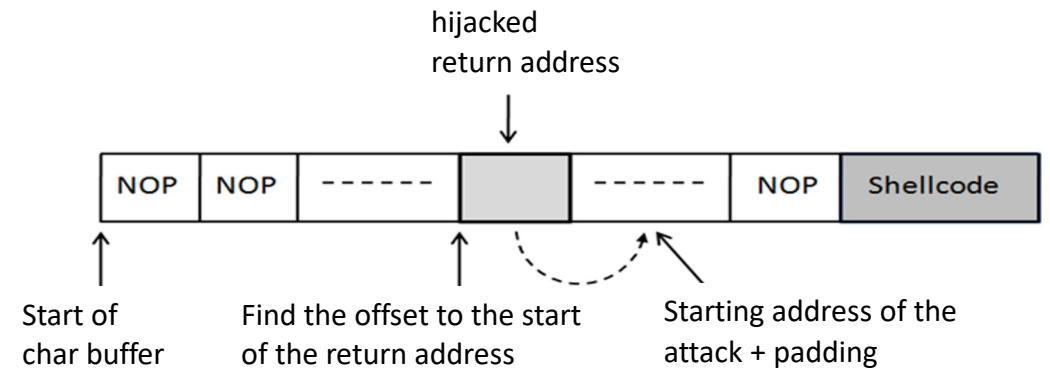 hijacked
return address
NOP NOP ------ ------ NOP Shellcode
Start of
char buffer
Find the offset to the start
of the return address
Starting address of the
attack + padding